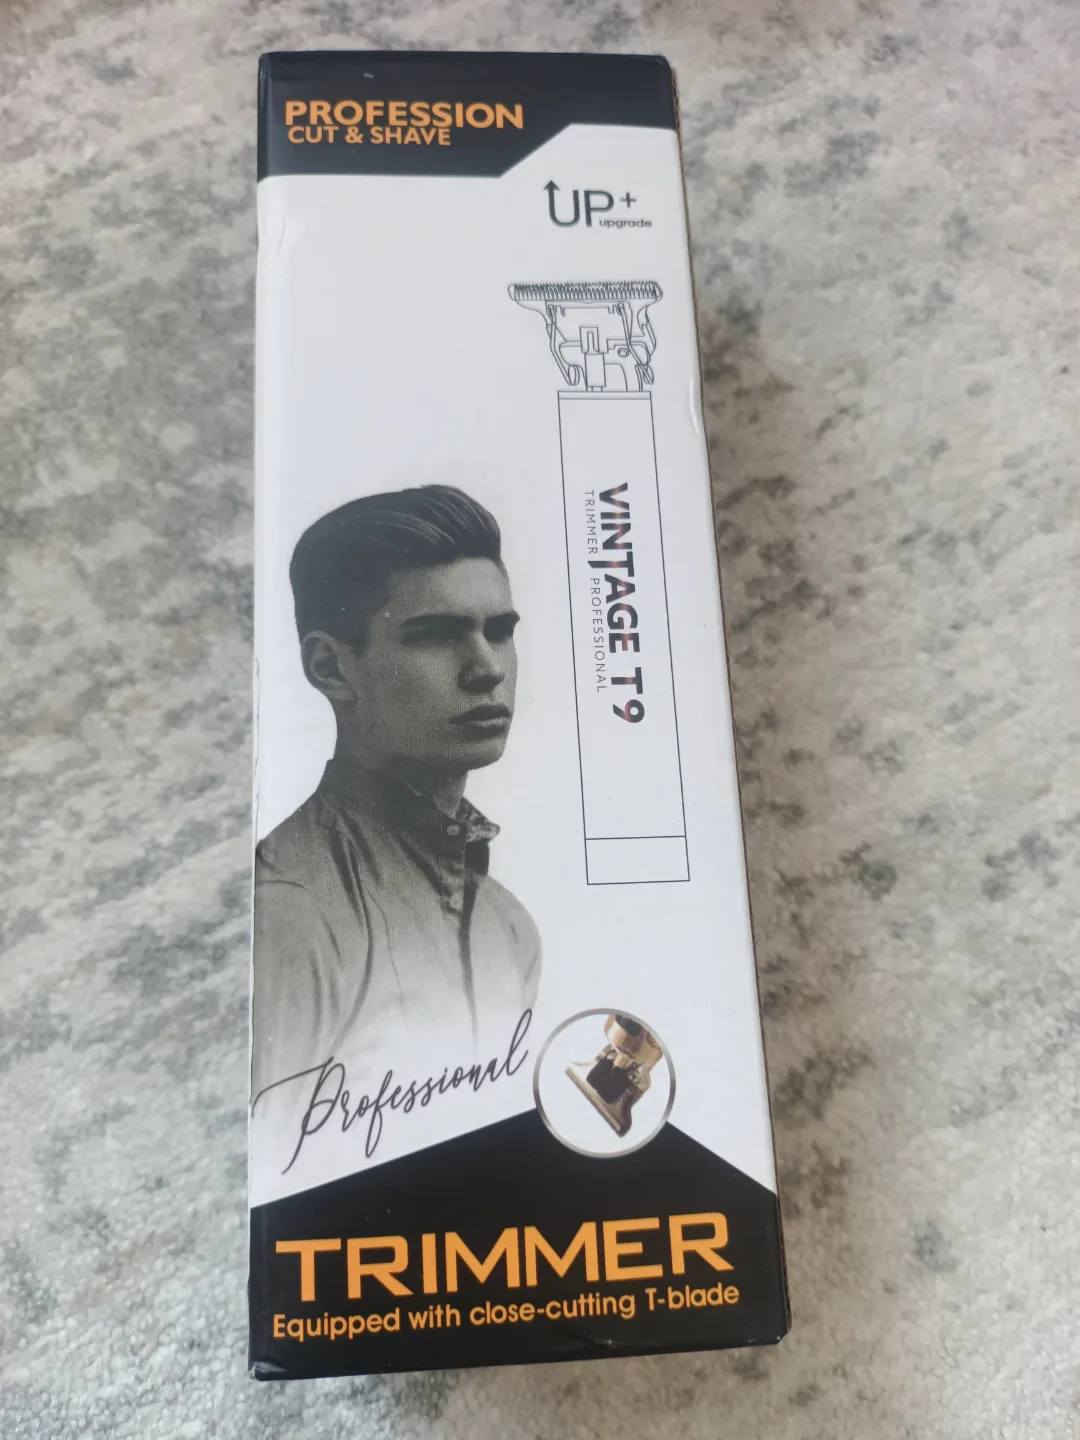 PROFESSION
CUT & SHAVE
UP+
upgrade
VINTAGE T9
TRIMMER PROFESSIONAL
Professional
TRIMMER
Equipped with close-cutting T-blade